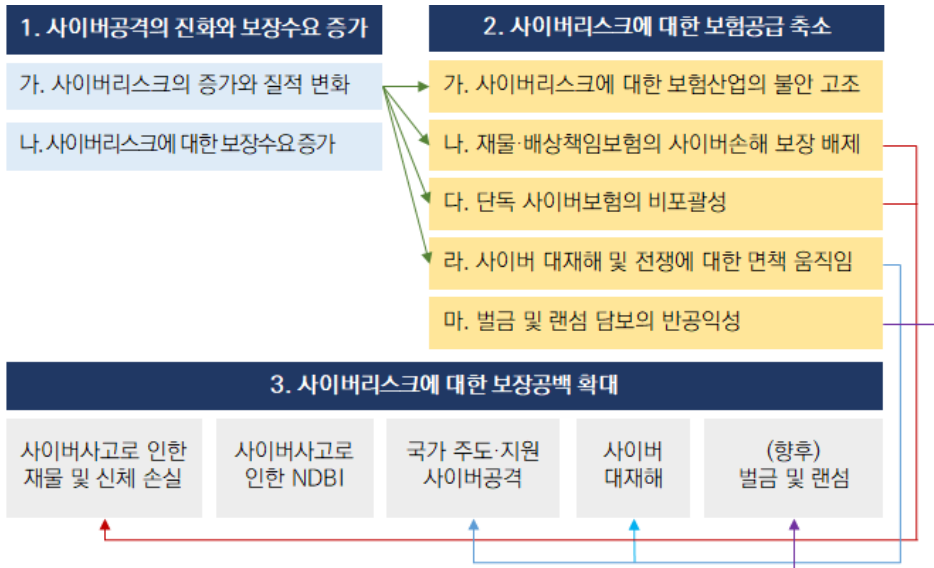 1. 사이버공격의 진화와 보장수요 증가
가. 사이버리스크의 증가와 질적 변화
나. 사이버리스크에 대한 보장수요 증가
2. 사이버리스크에 대한 보험공급 축소
가. 사이버리스크에 대한 보험산업의 불안 고조
나. 재물·배상책임보험의 사이버손해 보장 배제
다. 단독 사이버보험의 비포괄성
라. 사이버 대재해 및 전쟁에 대한 면책 움직임
마. 벌금 및 랜섬 담보의 반공익성
3. 사이버리스크에 대한 보장공백 확대
사이버사고로 인한
재물 및 신체 손실
사이버사고로
인한 NDBI
국가 주도·지원
사이버공격
사이버
대재해
(향후)
벌금 및 랜섬